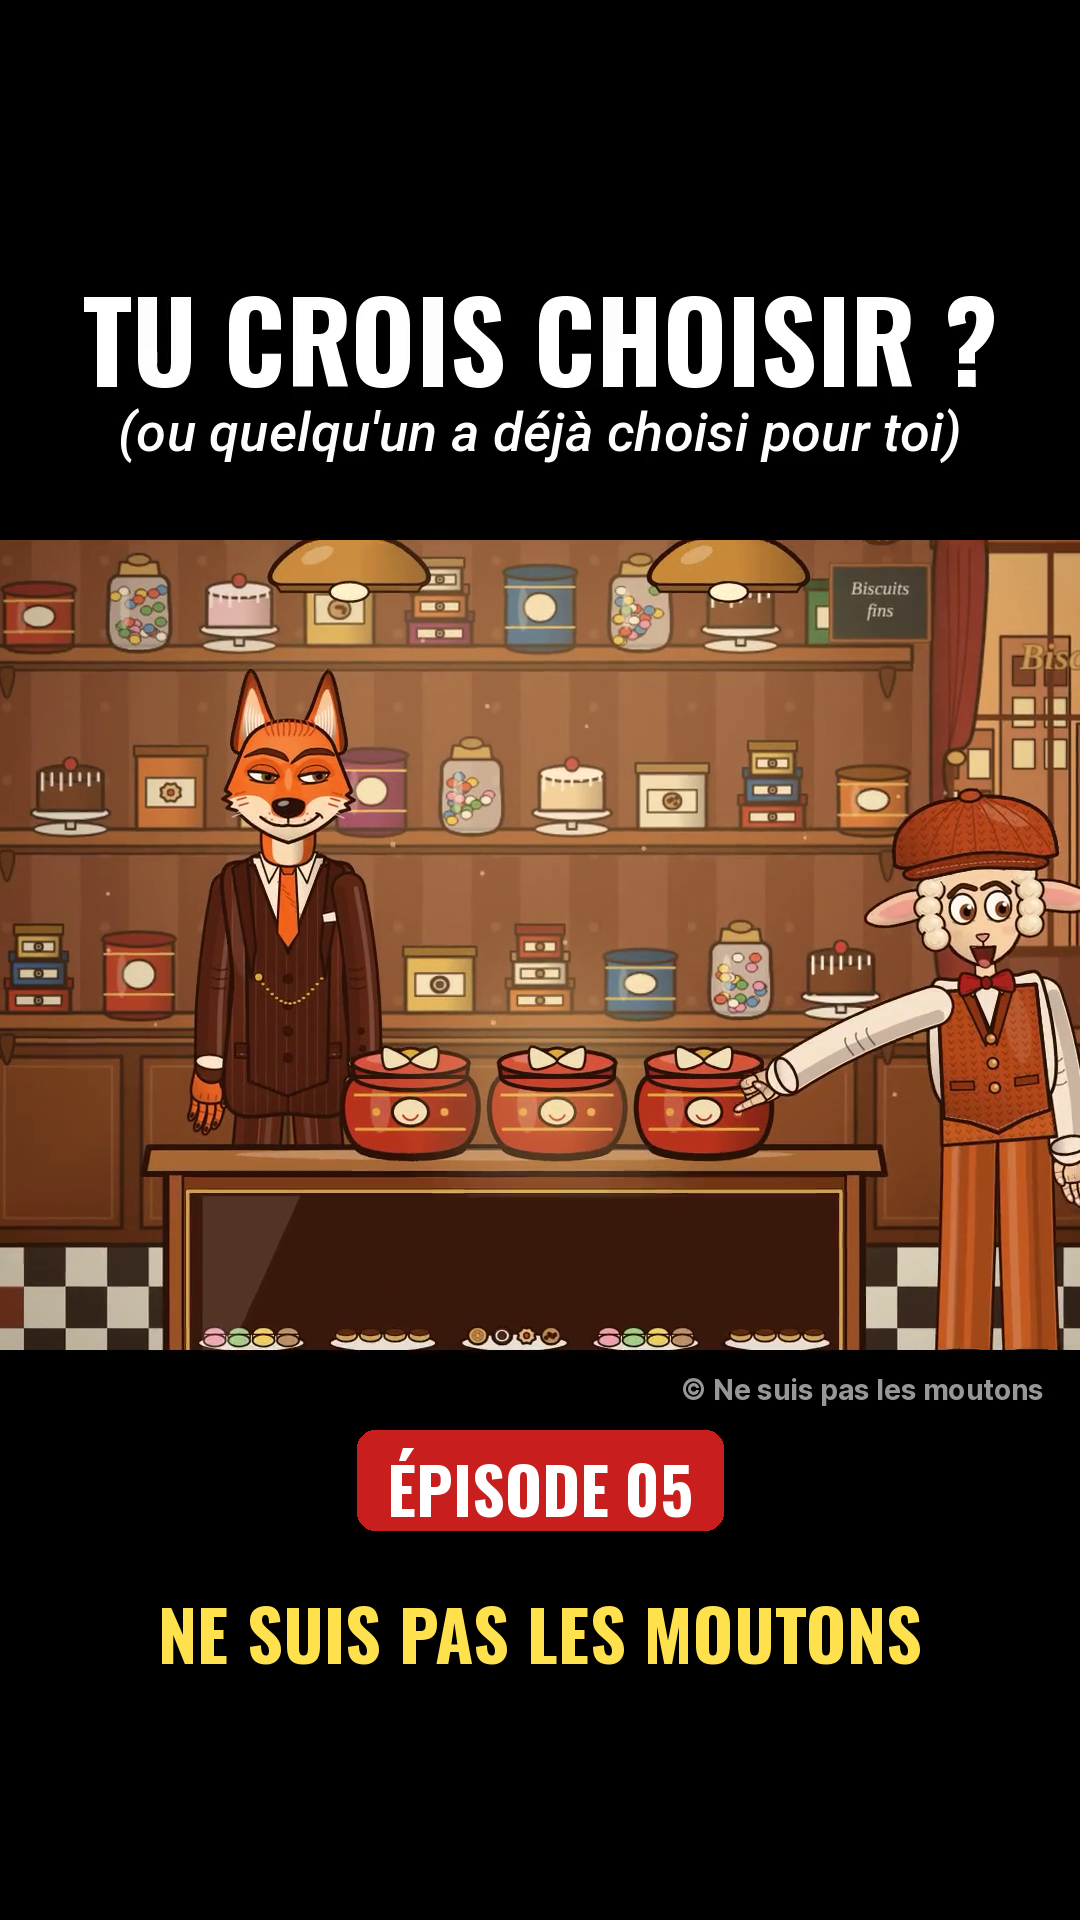 TU CROIS CHOISIR ?
(ou quelqu'un a déjà choisi pour toi)
Biscuits
fins
© Ne suis pas les moutons
ÉPISODE 05
NE SUIS PAS LES MOUTONS